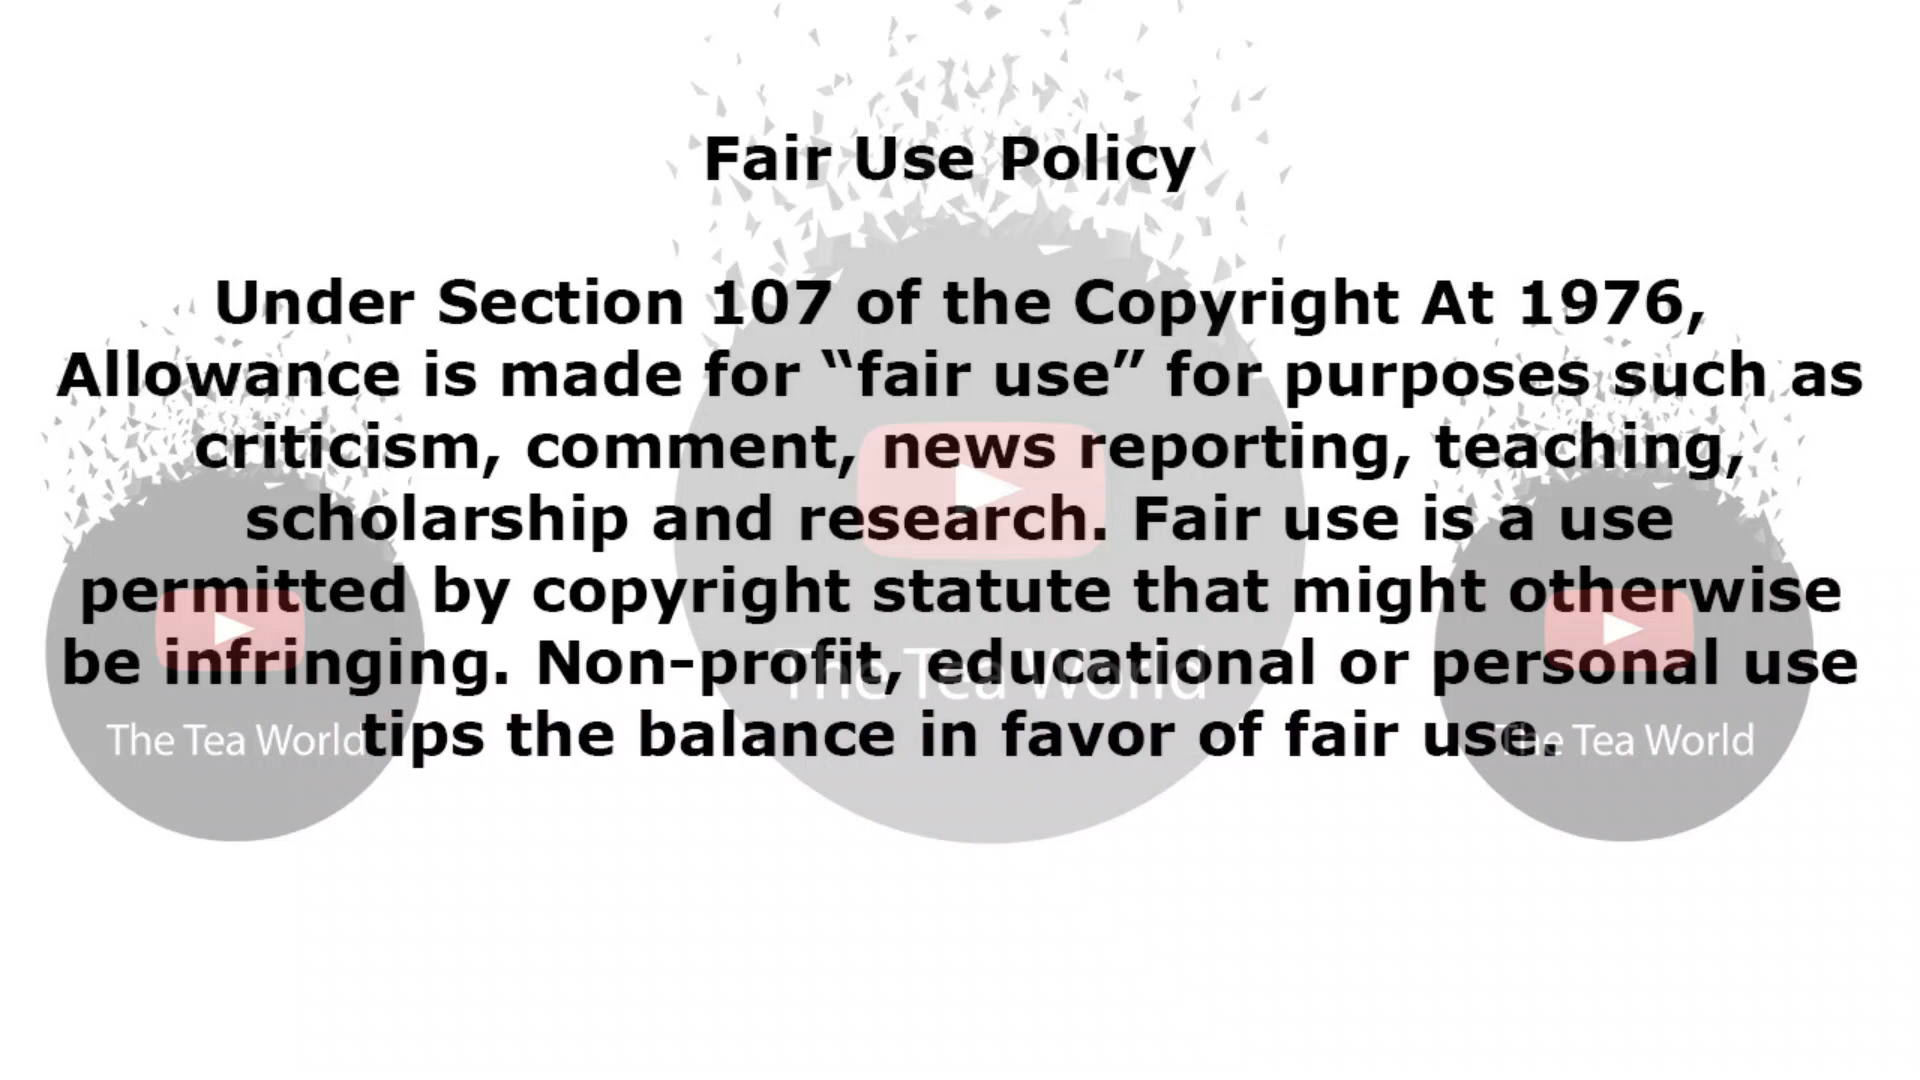 Fair Use Policy
Under Section 107 of the Copyright At 1976,
Allowance is made for “fair use” for purposes such as
criticism, comment, news reporting, teaching,
scholarship and research. Fair use is a use
permitted by copyright statute that might otherwise
be infringing. Non-profit, educational or personal use
tips the balance in favor of fair use.
The Tea World
The Tea World
The Tea World